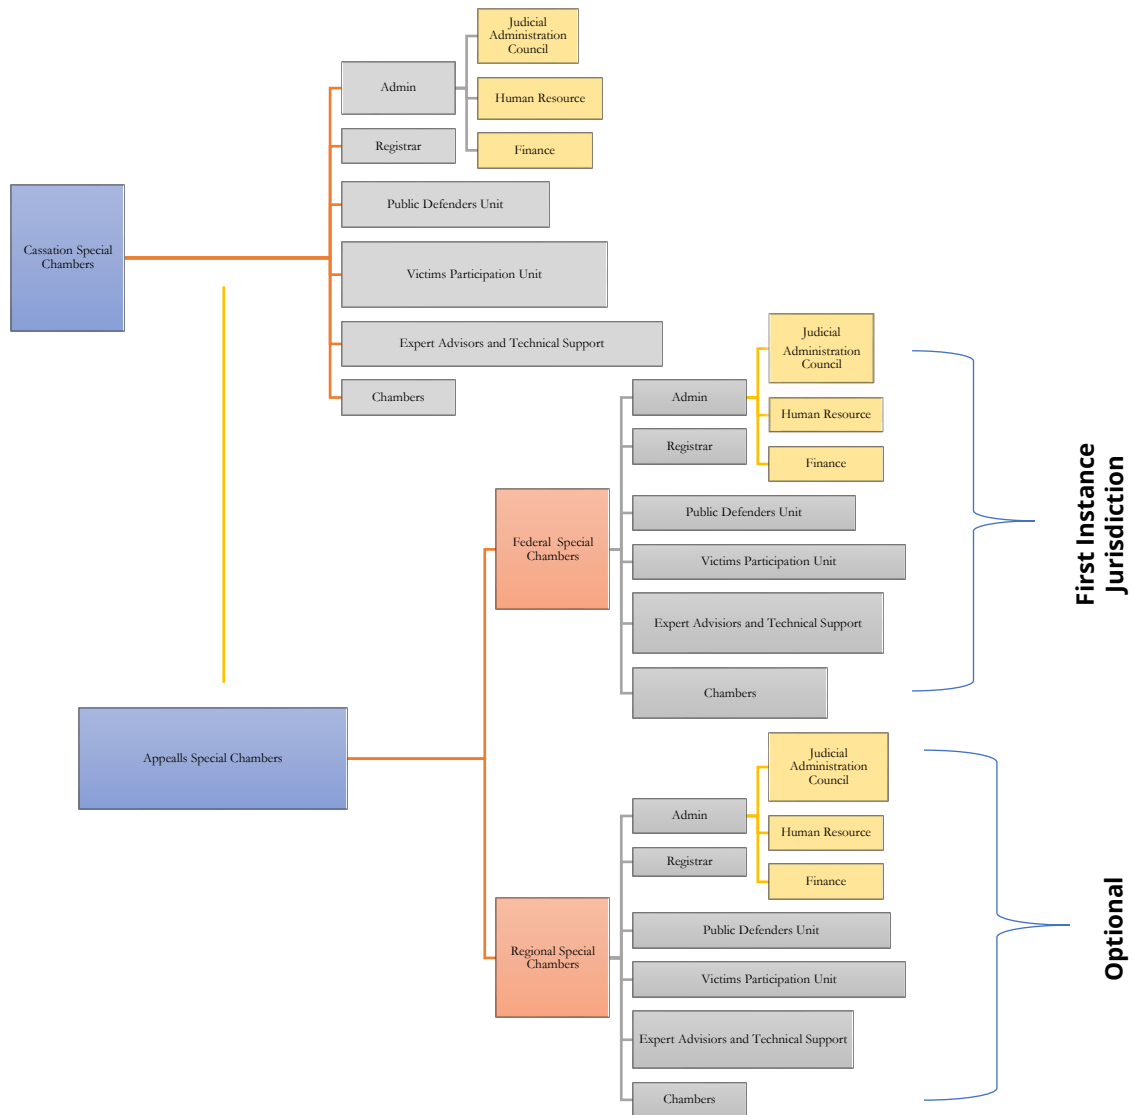 Judicial
Administration
Council
Admin
Human Resource
Registrar
Finance
Public Defenders Unit
Cassation Special
Chambers
Victims Participation Unit
Expert Advisors and Technical Support
Chambers
Judicial
Administration
Council
Admin
Human Resource
Registrar
Finance
Public Defenders Unit
Federal  Special
Chambers
Victims Participation Unit
Expert Advisiors and Technical Support
Chambers
First Instance
Jurisdiction
Appealls Special Chambers
Judicial
Administration
Council
Admin
Human Resource
Registrar
Finance
Public Defenders Unit
Regional Special
Chambers
Victims Participation Unit
Expert Advisiors and Technical Support
Chambers
Optional